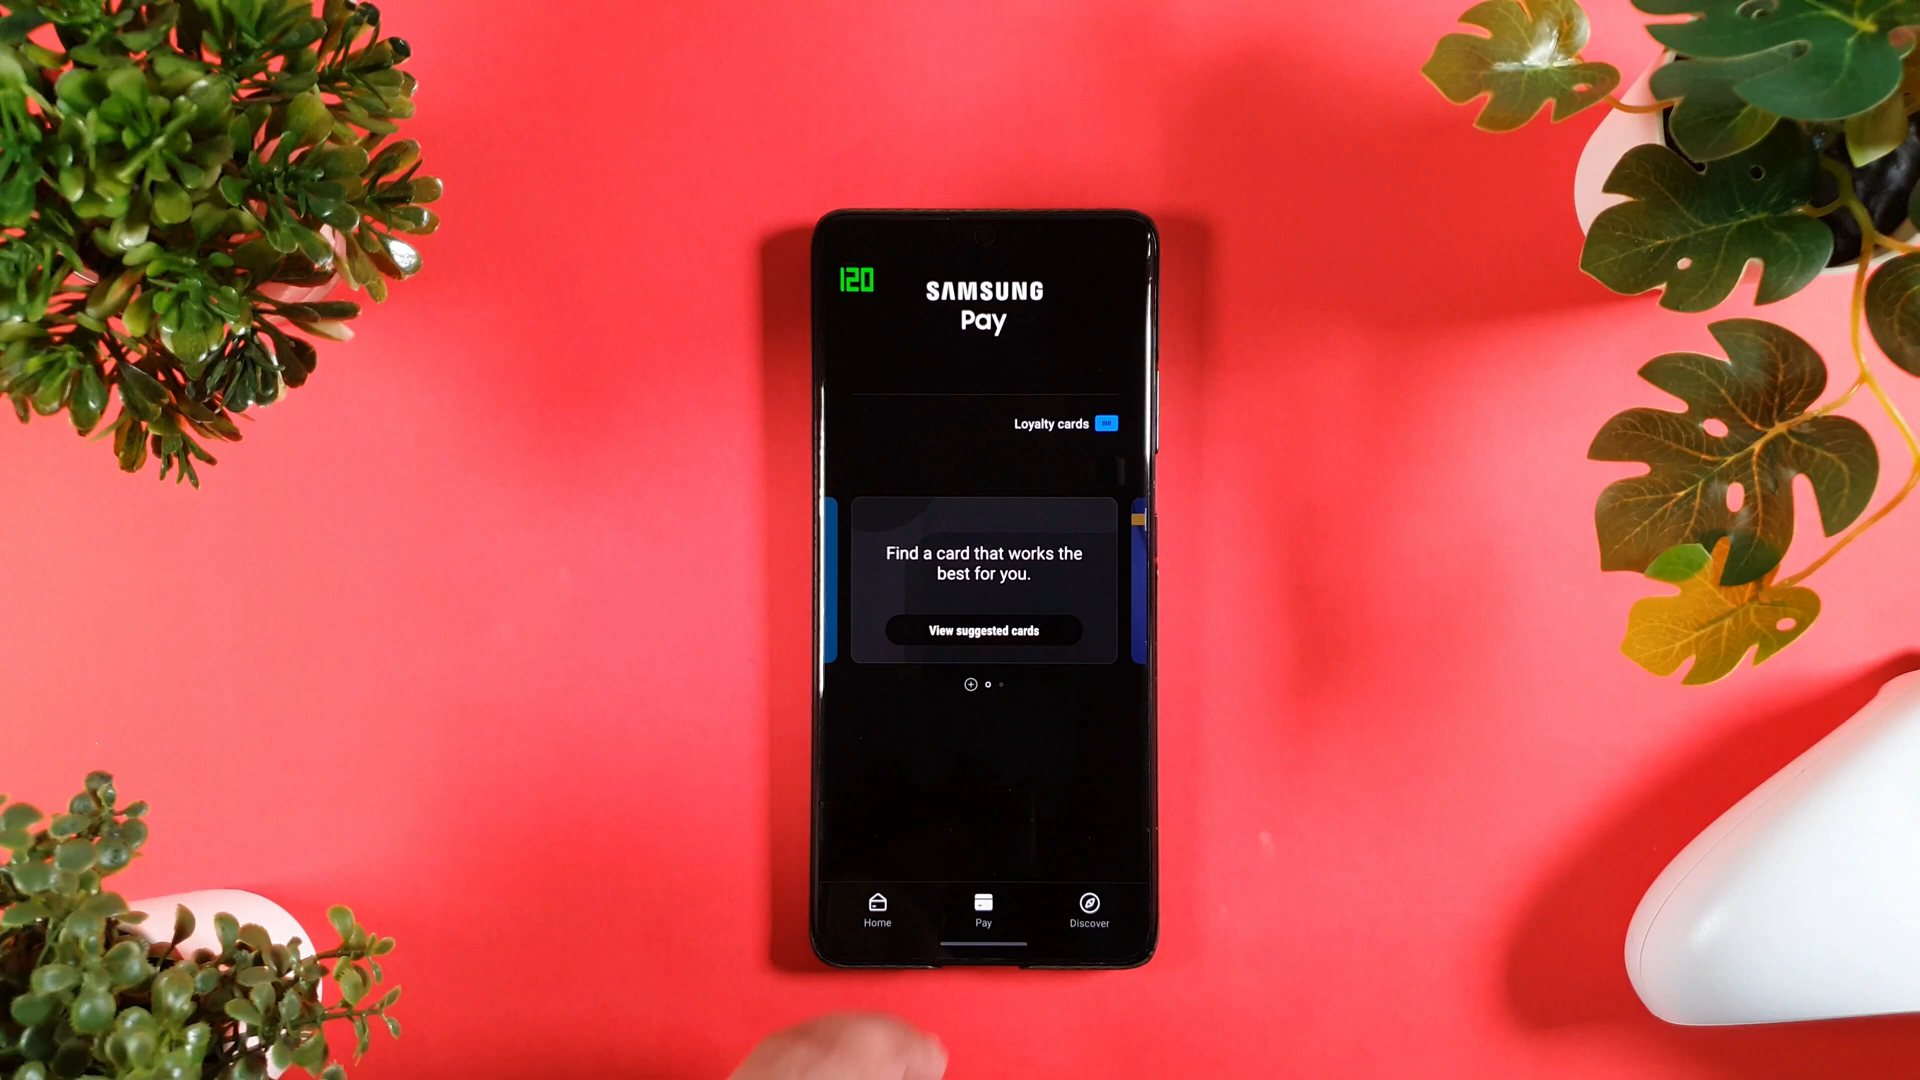 120
SAMSUNG
Pay
Loyalty cards
Find a card that works the
best for you.
View suggested cards
Home
Pay
Discover